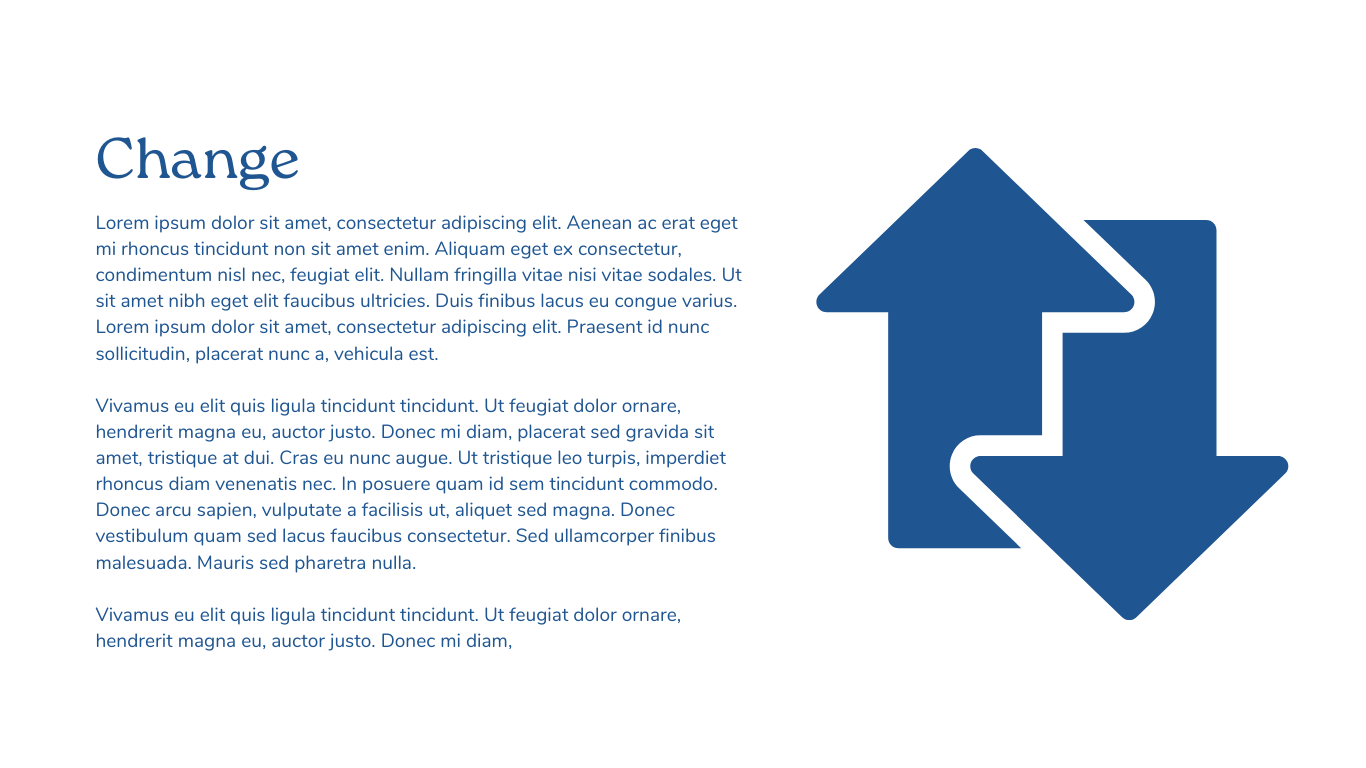 Change
Lorem ipsum dolor sit amet, consectetur adipiscing elit. Aenean ac erat eget
mi rhoncus tincidunt non sit amet enim. Aliquam eget ex consectetur,
condimentum nisl nec, feugiat elit. Nullam fringilla vitae nisi vitae sodales. Ut
sit amet nibh eget elit faucibus ultricies. Duis finibus lacus eu congue varius.
Lorem ipsum dolor sit amet, consectetur adipiscing elit. Praesent id nunc
sollicitudin, placerat nunc a, vehicula est.
Vivamus eu elit quis ligula tincidunt tincidunt. Ut feugiat dolor ornare,
hendrerit magna eu, auctor justo. Donec mi diam, placerat sed gravida sit
amet, tristique at dui. Cras eu nunc augue. Ut tristique leo turpis, imperdiet
rhoncus diam venenatis nec. In posuere quam id sem tincidunt commodo.
Donec arcu sapien, vulputate a facilisis ut, aliquet sed magna. Donec
vestibulum quam sed lacus faucibus consectetur. Sed ullamcorper finibus
malesuada. Mauris sed pharetra nulla.
Vivamus eu elit quis ligula tincidunt tincidunt. Ut feugiat dolor ornare,
hendrerit magna eu, auctor justo. Donec mi diam,